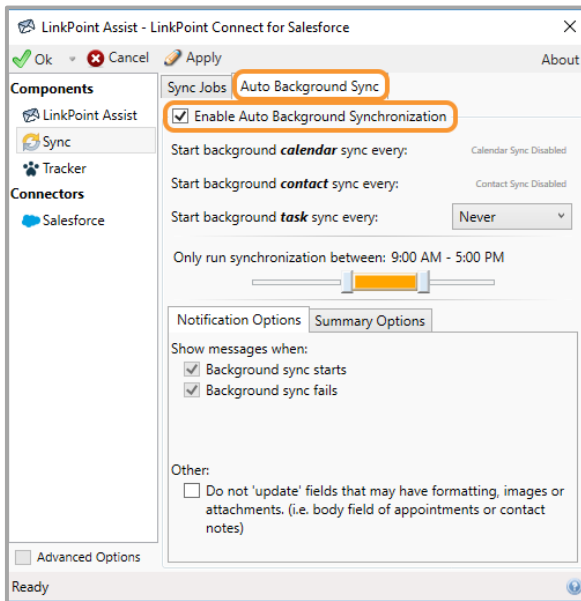 LinkPoint Assist - LinkPoint Connect for Salesforce
Ok Cancel Apply About
Components
LinkPoint Assist
Sync
Tracker
Connectors
Salesforce
Advanced Options
Sync Jobs Auto Background Sync
Enable Auto Background Synchronization
Start background calendar sync every: Calendar Sync Disabled
Start background contact sync every: Contact Sync Disabled
Start background task sync every: Never
Only run synchronization between: 9:00 AM - 5:00 PM
Notification Options Summary Options
Show messages when:
Background sync starts
Background sync fails
Other:
Do not 'update' fields that may have formatting, images or
attachments. (i.e. body field of appointments or contact
notes)
Ready